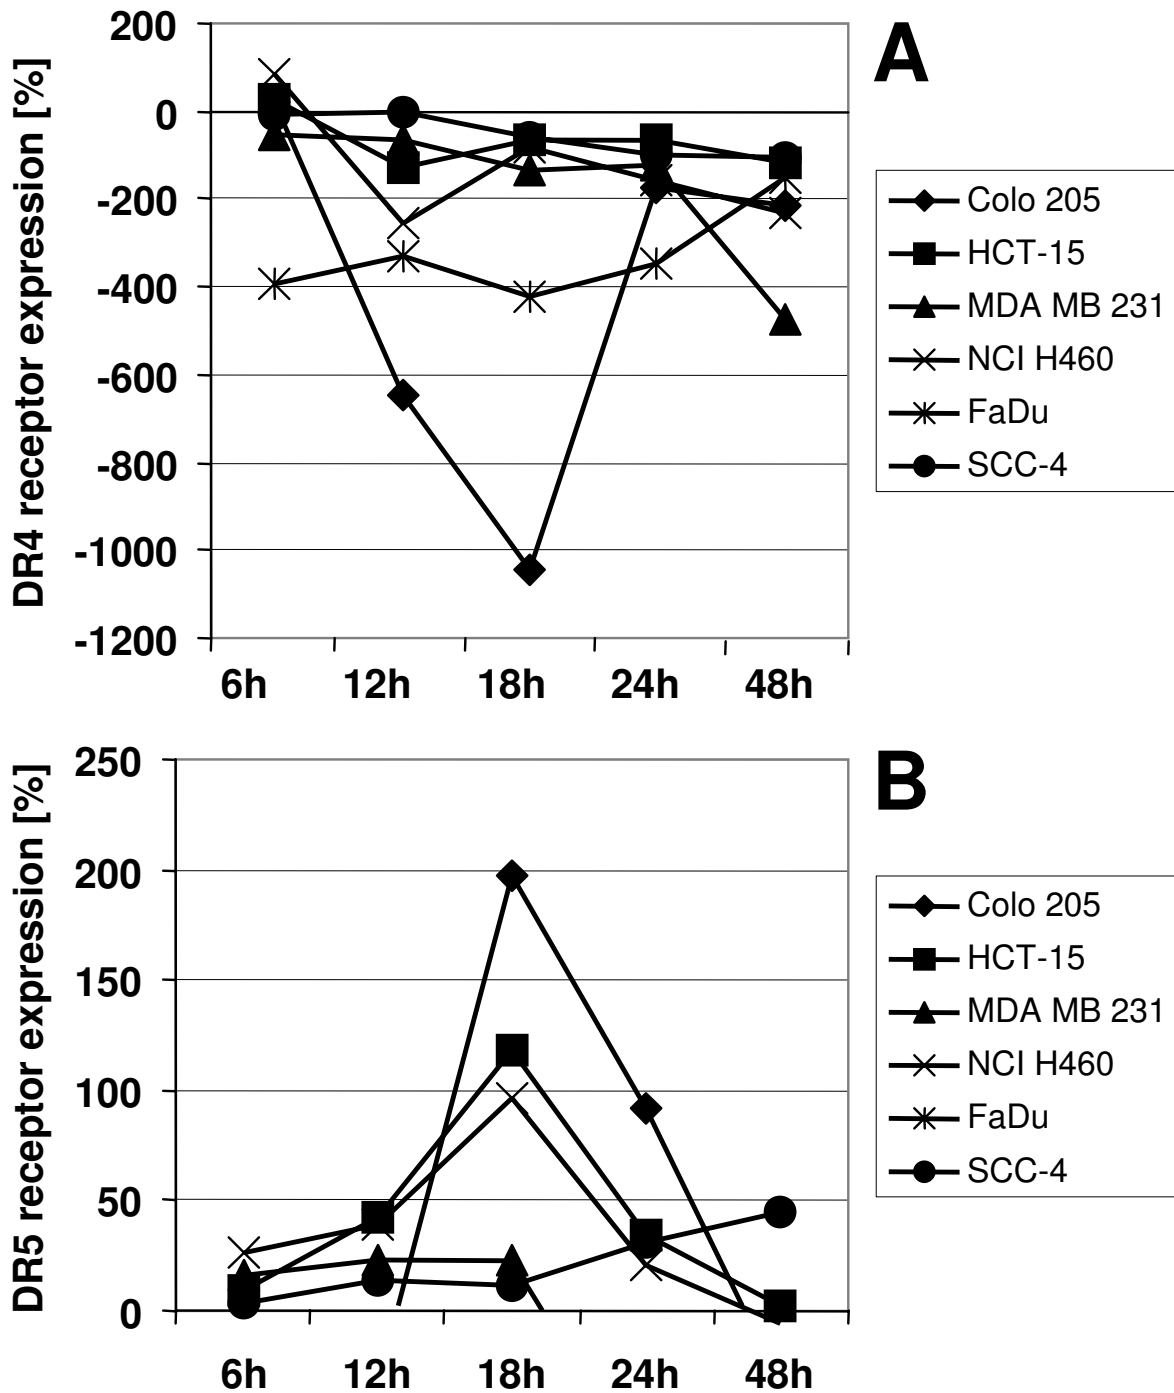 A
DR4 receptor expression [%]
200
0
-200
-400
-600
-800
-1000
-1200
6h 12h 18h 24h 48h
Colo 205
HCT-15
MDA MB 231
NCI H460
FaDu
SCC-4
B
DR5 receptor expression [%]
250
200
150
100
50
0
6h 12h 18h 24h 48h
Colo 205
HCT-15
MDA MB 231
NCI H460
FaDu
SCC-4